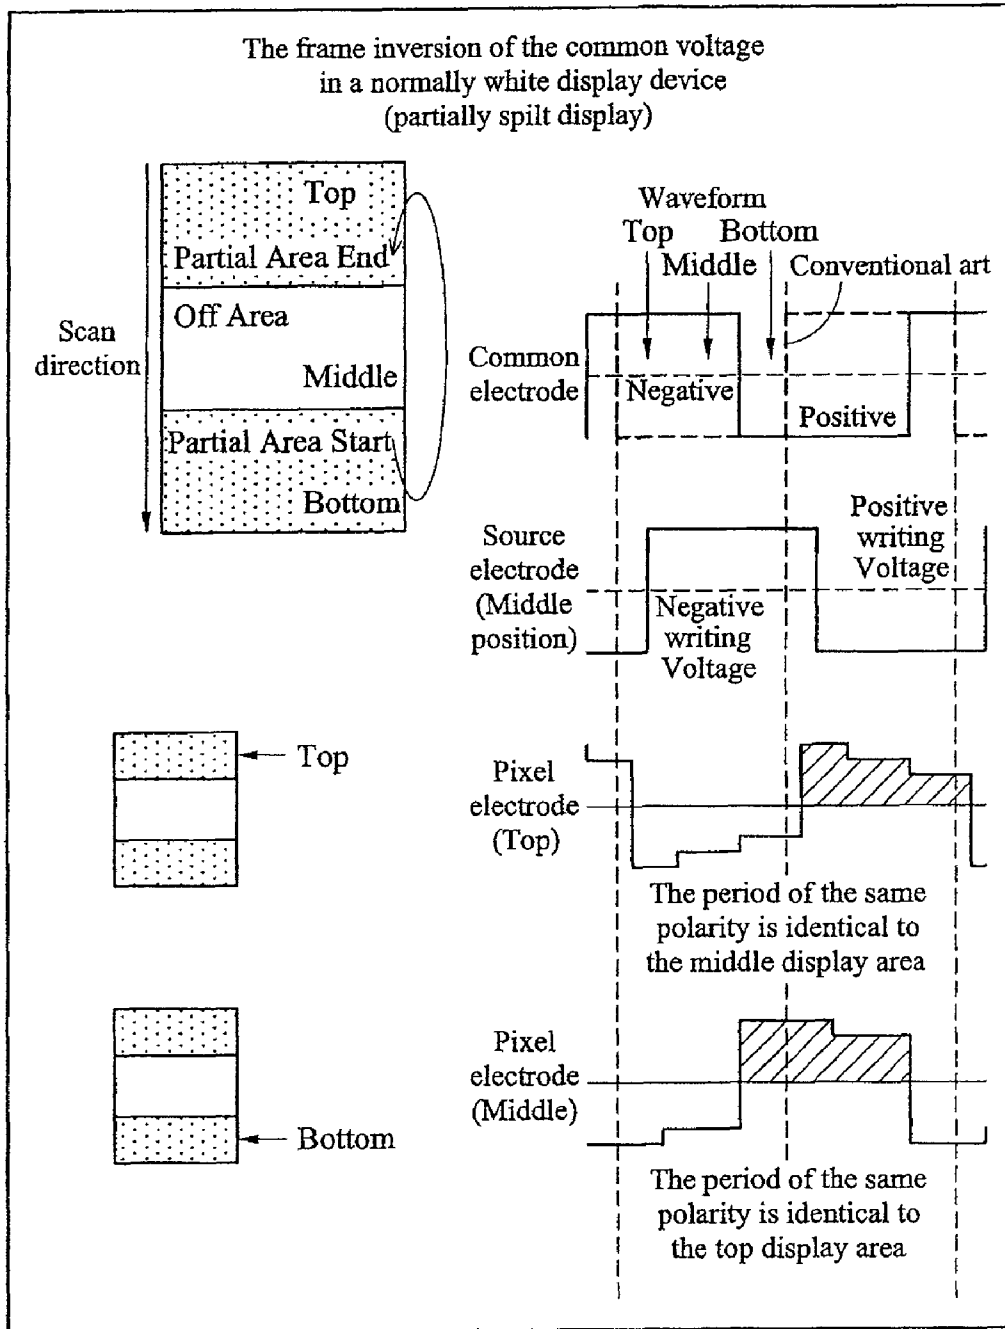 The frame inversion of the common voltage
in a normally white display device
(partially spilt display)
Top
Partial Area End
Off Area
Middle
Partial Area Start
Bottom
Scan
direction
Waveform
Top
Bottom
Middle
Conventional art
Common
electrode
Negative
Positive
Source
electrode
(Middle
position)
Negative
writing
Voltage
Positive
writing
Voltage
Top
Pixel
electrode
(Top)
The period of the same
polarity is identical to
the middle display area
Bottom
Pixel
electrode
(Middle)
The period of the same
polarity is identical to
the top display area